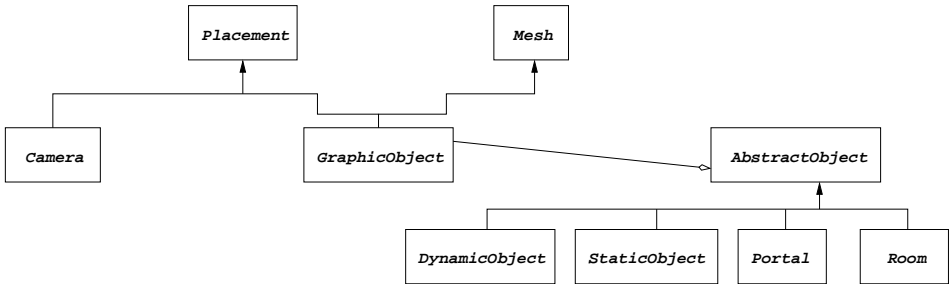 Placement
Mesh
Camera
GraphicObject
AbstractObject
DynamicObject
StaticObject
Portal
Room